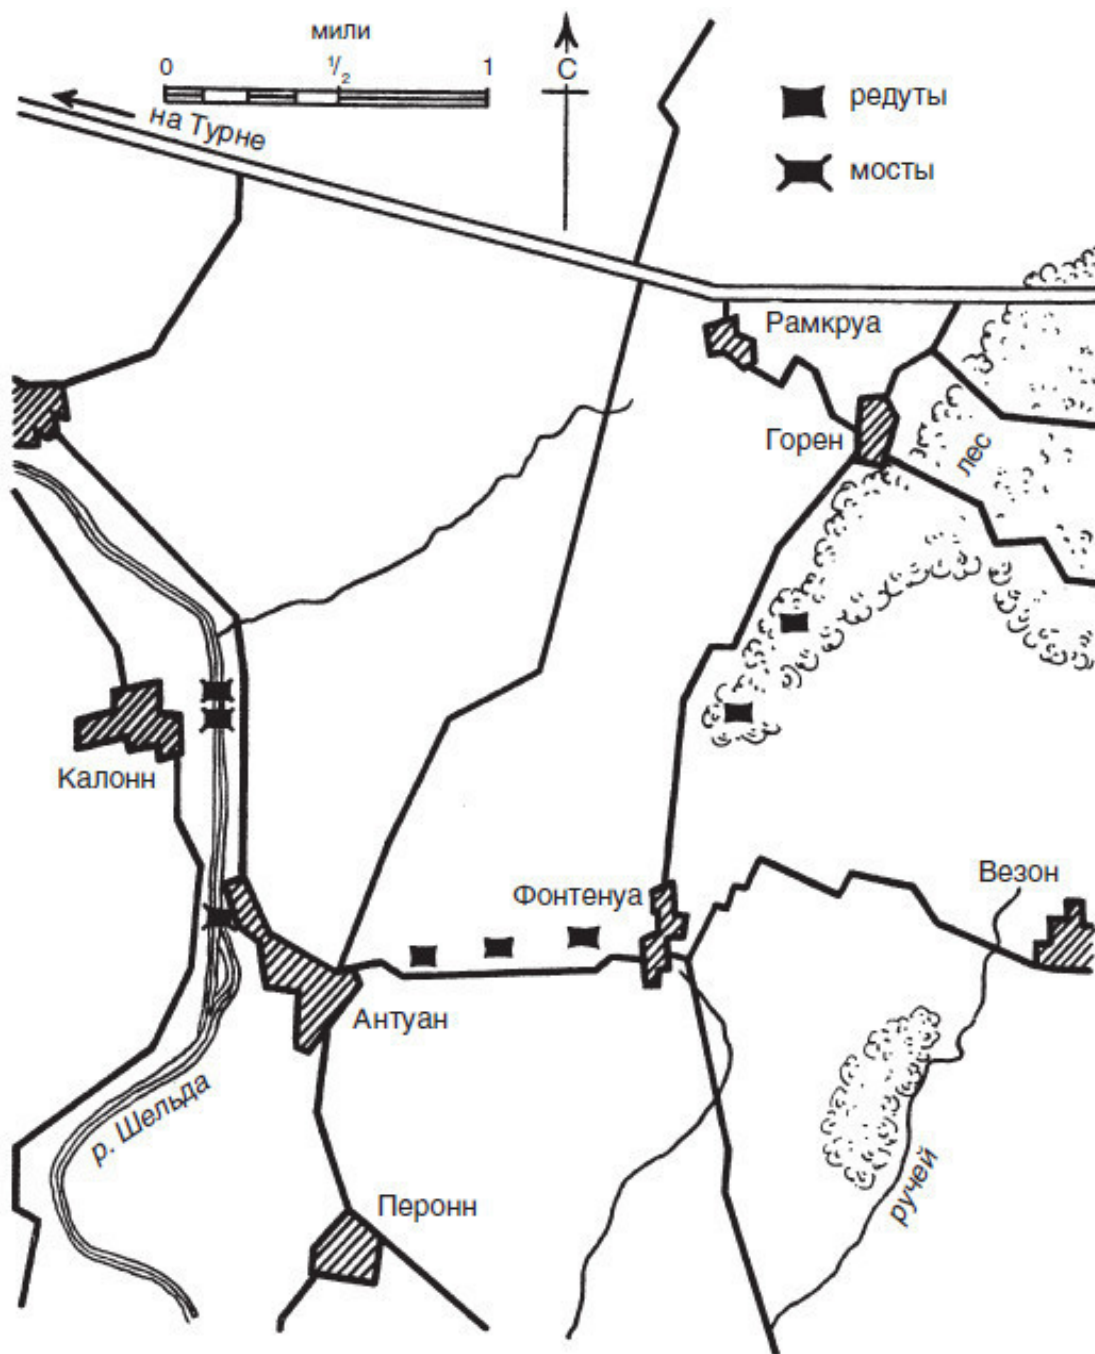 мили
0 1/2 1
С
на Турне
редуты
мосты
Рамкруа
Горен
лес
Калонн
Фонтенуа
Везон
Антуан
р. Шельда
Перонн
ручей